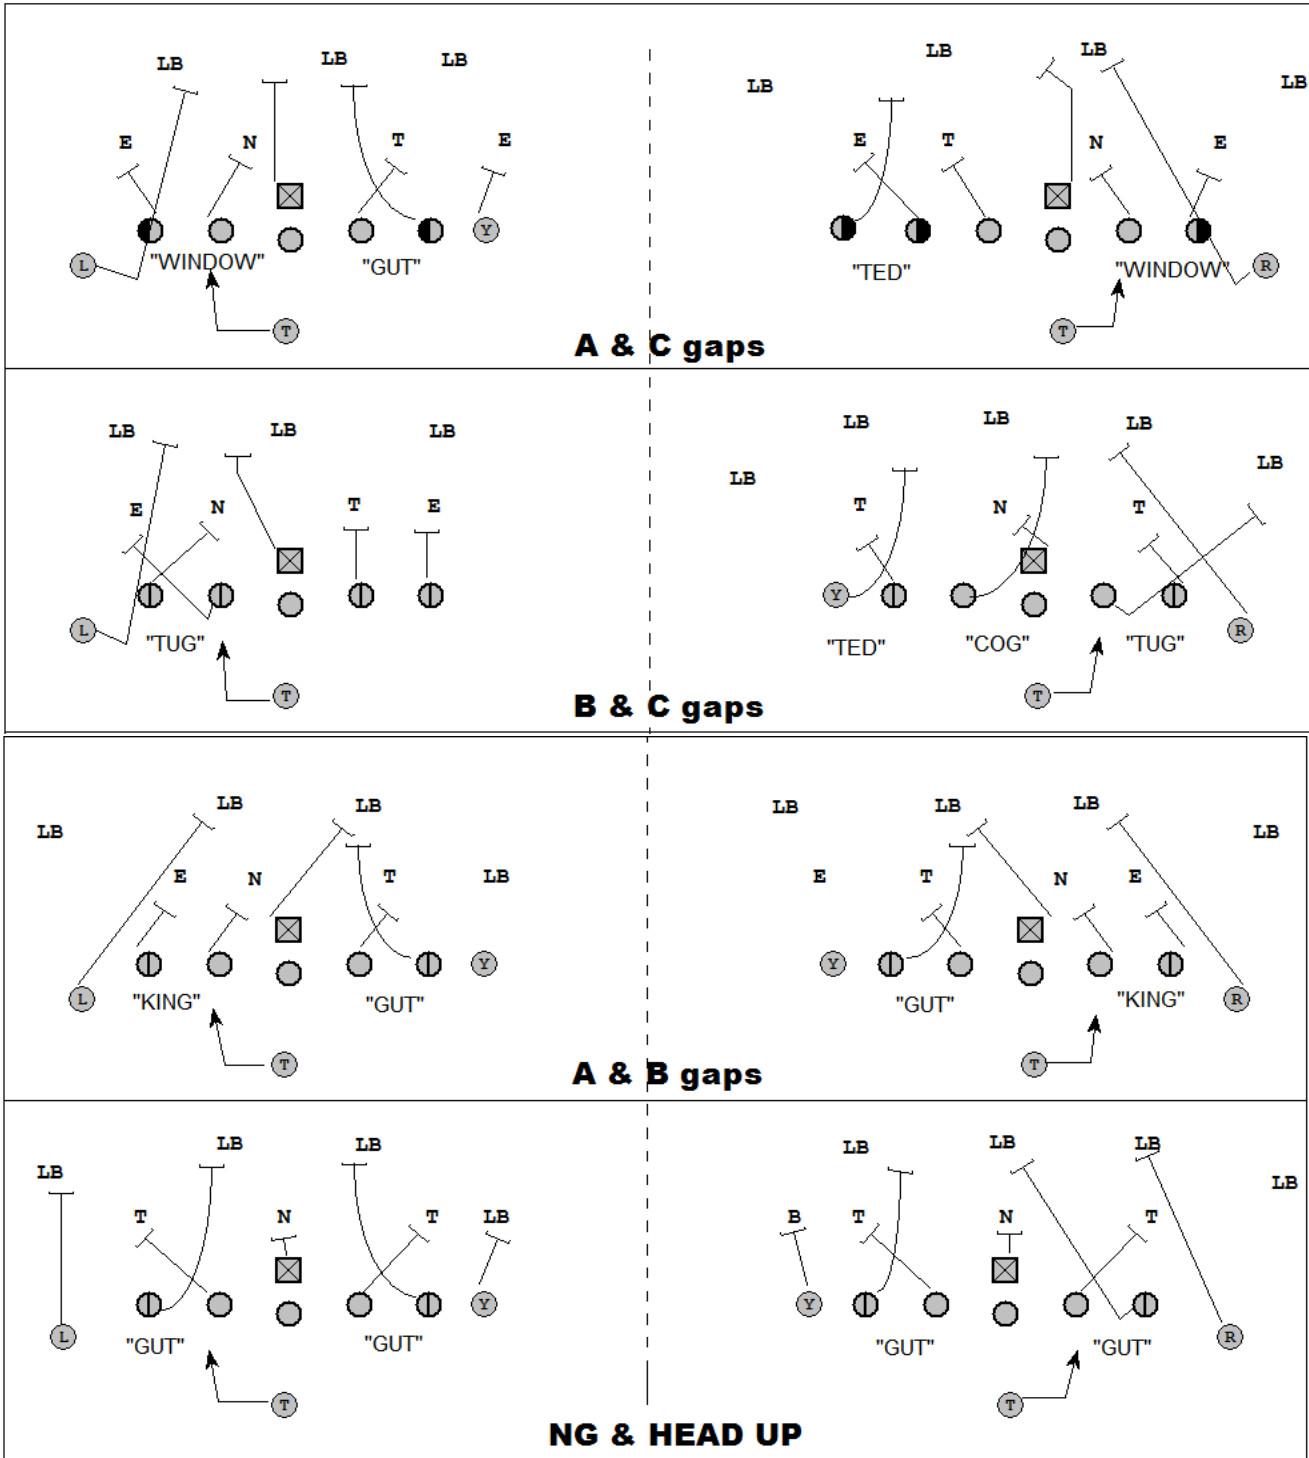 LB LB LB
E N T E
Y
L
"WINDOW" "GUT"
T
LB LB LB LB
E T N E
"TED" "WINDOW" R
T
A & C gaps
LB LB LB
E N T E
L
"TUG"
T
LB LB LB LB LB
T N T
Y
"TED" "COG" "TUG" R
T
B & C gaps
LB LB LB
E N T LB
Y
L "KING" "GUT"
T
LB LB LB LB
E T N E
Y
"GUT" "KING" R
T
A & B gaps
LB LB LB
T N T LB
Y
L "GUT" "GUT"
T
LB LB LB LB
B T N T
Y
"GUT" "GUT" R
T
NG & HEAD UP